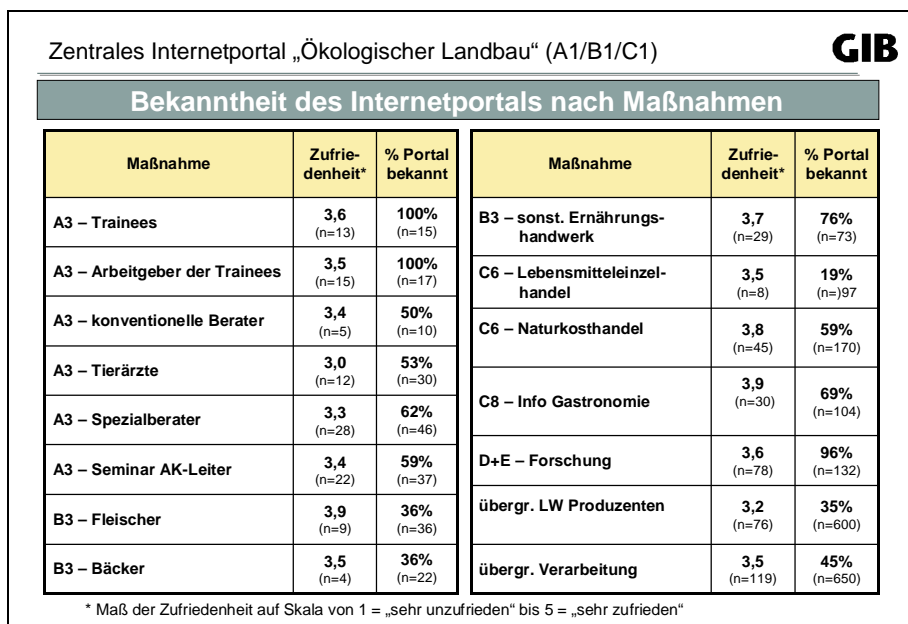 Zentrales Internetportal „Ökologischer Landbau“ (A1/B1/C1)
GIB
Bekanntheit des Internetportals nach Maßnahmen
Maßnahme Zufrie- % Portal
denheit* bekannt
A3 – Trainees 3,6 100%
(n=13) (n=15)
A3 – Arbeitgeber der Trainees 3,5 100%
(n=15) (n=17)
A3 – konventionelle Berater 3,4 50%
(n=5) (n=10)
A3 – Tierärzte 3,0 53%
(n=12) (n=30)
A3 – Spezialberater 3,3 62%
(n=28) (n=46)
A3 – Seminar AK-Leiter 3,4 59%
(n=22) (n=37)
B3 – Fleischer 3,9 36%
(n=9) (n=36)
B3 – Bäcker 3,5 36%
(n=4) (n=22)
Maßnahme Zufrie- % Portal
denheit* bekannt
B3 – sonst. Ernährungs- 3,7 76%
handwerk (n=29) (n=73)
C6 – Lebensmitteleinzel- 3,5 19%
handel (n=8) (n=)97
C6 – Naturkosthandel 3,8 59%
(n=45) (n=170)
C8 – Info Gastronomie 3,9 69%
(n=30) (n=104)
D+E – Forschung 3,6 96%
(n=78) (n=132)
übergr. LW Produzenten 3,2 35%
(n=76) (n=600)
übergr. Verarbeitung 3,5 45%
(n=119) (n=650)
* Maß der Zufriedenheit auf Skala von 1 = „sehr unzufrieden“ bis 5 = „sehr zufrieden“